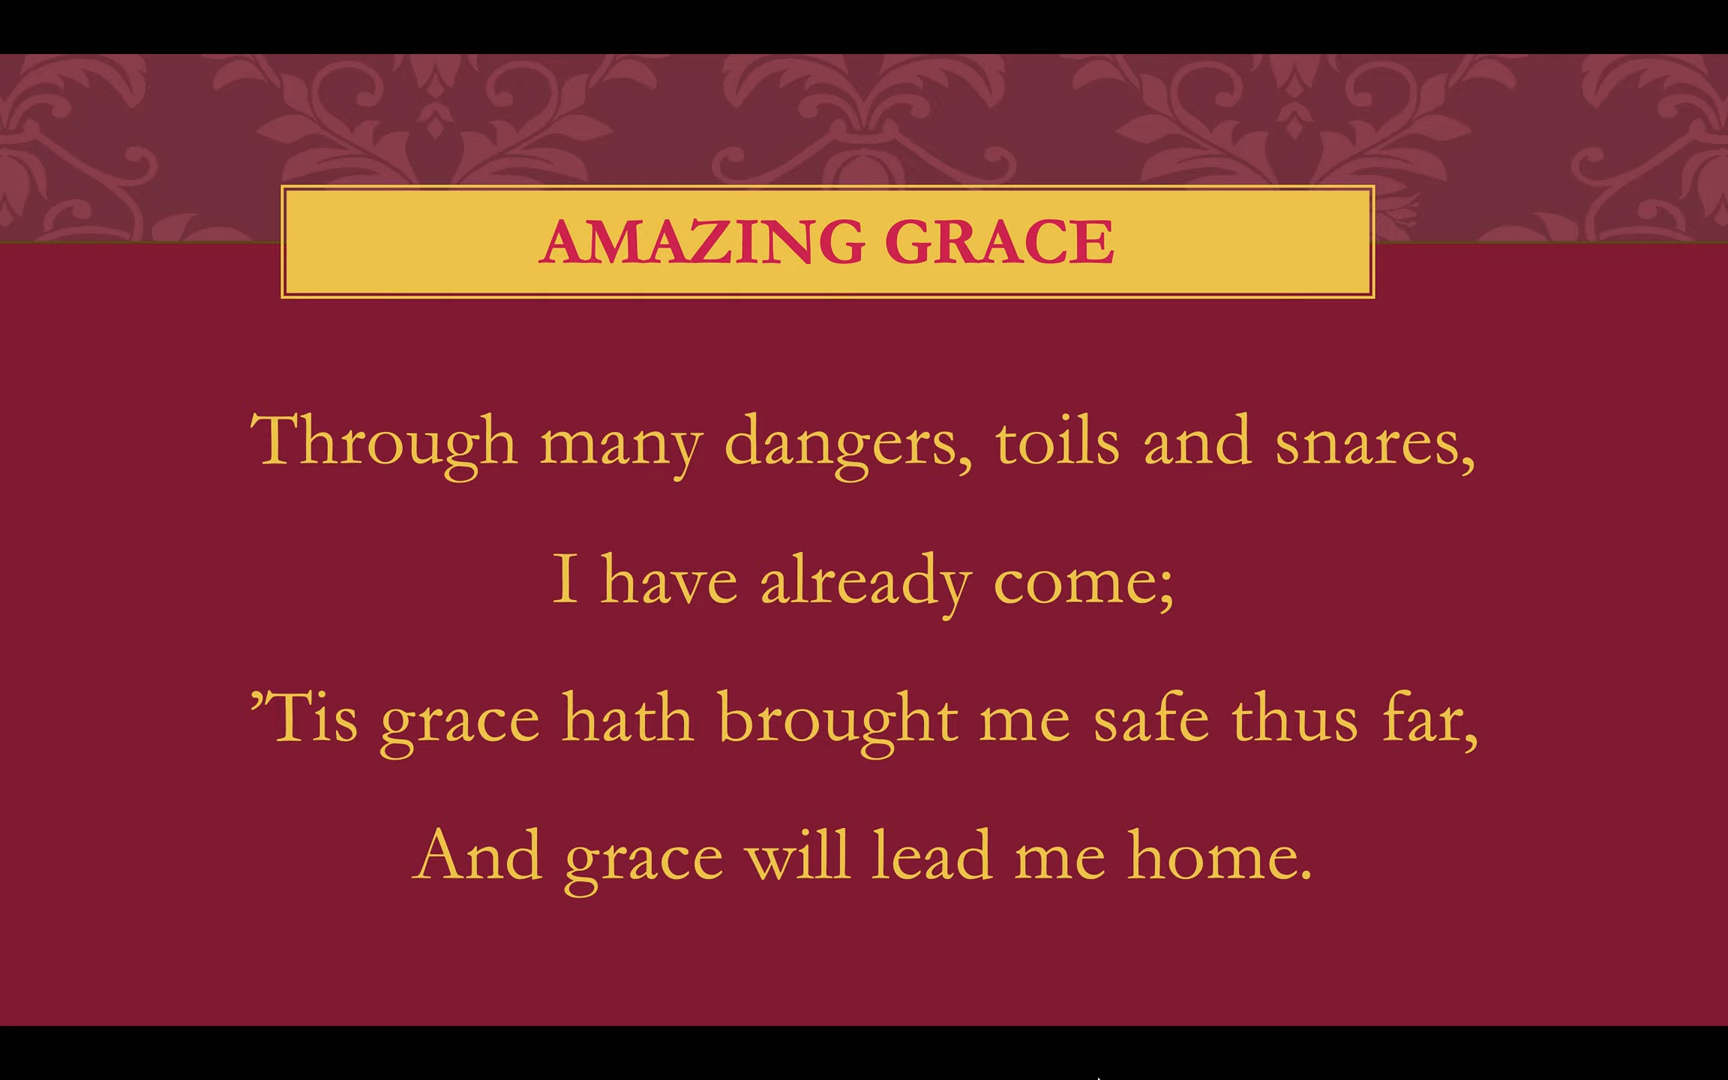 AMAZING GRACE
Through many dangers, toils and snares,
I have already come;
’Tis grace hath brought me safe thus far,
And grace will lead me home.